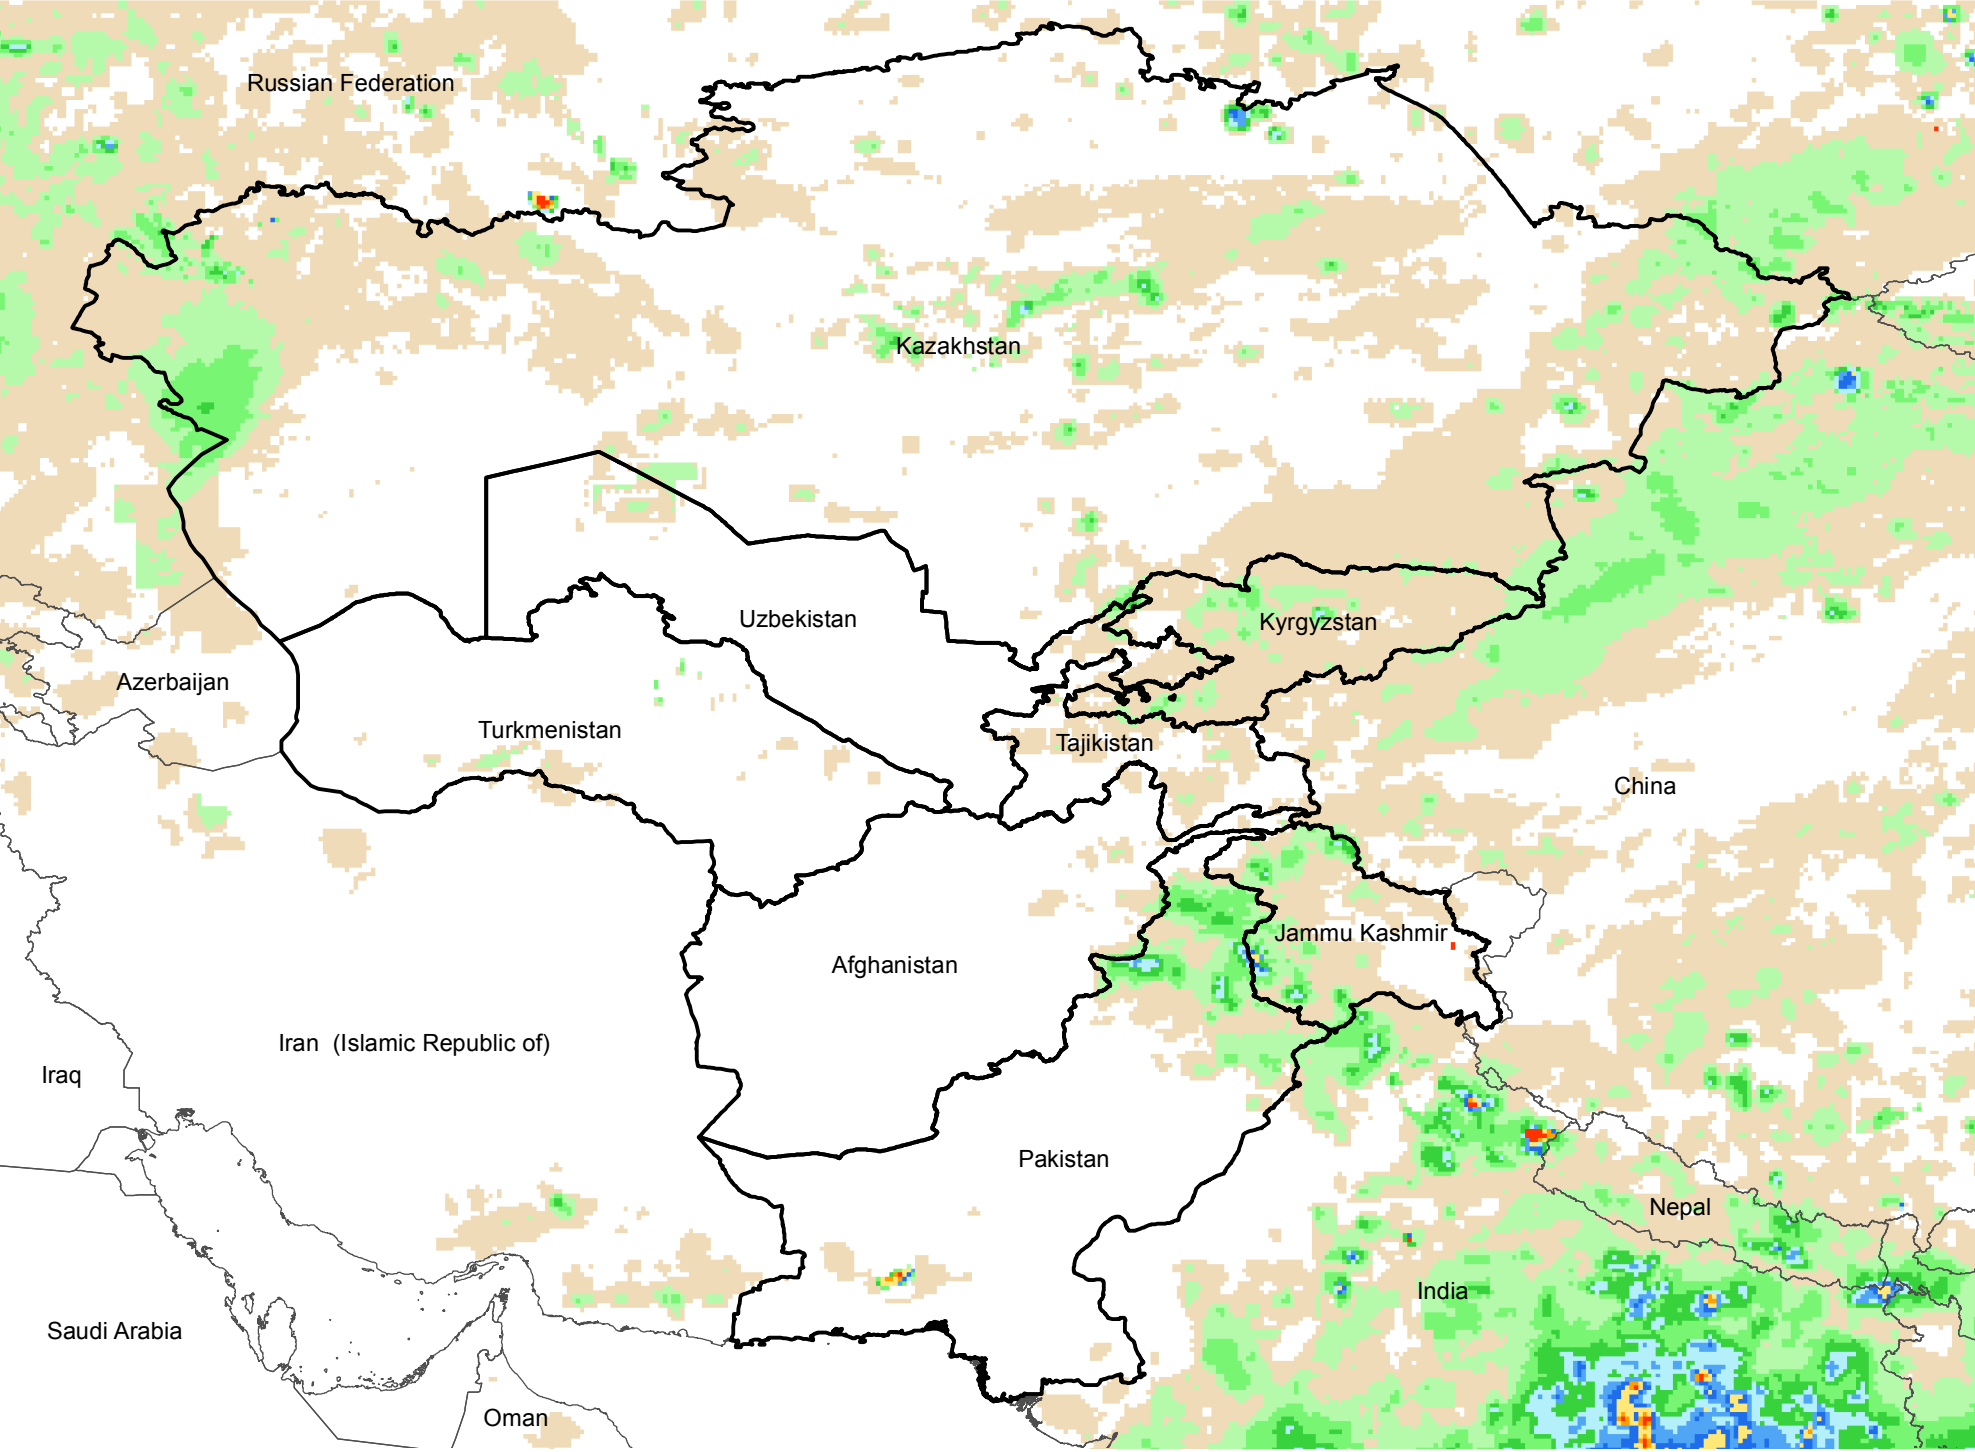 Russian Federation
Kazakhstan
Uzbekistan
Kyrgyzstan
Azerbaijan
Turkmenistan
Tajikistan
China
Jammu Kashmir
Afghanistan
Iran  (Islamic Republic of)
Iraq
Pakistan
Nepal
India
Saudi Arabia
Oman